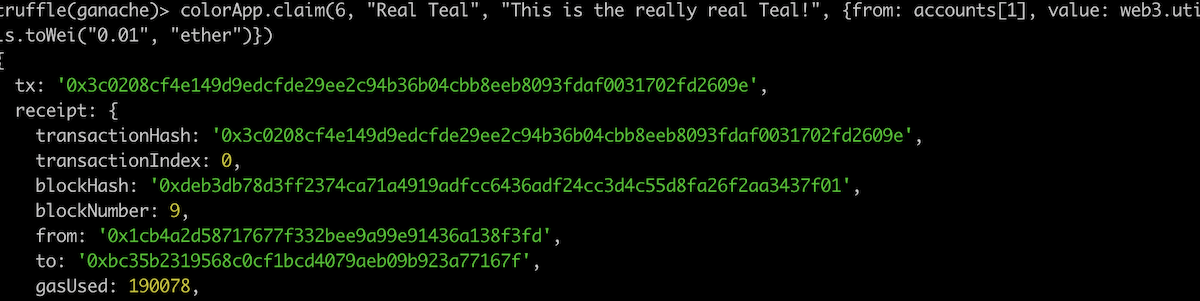 truffle(ganache)> colorApp.claim(6, "Real Teal", "This is the really real Teal!", {from: accounts[1], value: web3.uti
ls.toWei("0.01", "ether")})
{
tx: '0x3c0208cf4e149d9edcfde29ee2c94b36b04cbb8eeb8093fdaf0031702fd2609e',
receipt: {
transactionHash: '0x3c0208cf4e149d9edcfde29ee2c94b36b04cbb8eeb8093fdaf0031702fd2609e',
transactionIndex: 0,
blockHash: '0xdeb3db78d3ff2374ca71a4919adfcc6436adf24cc3d4c55d8fa26f2aa3437f01',
blockNumber: 9,
from: '0x1cb4a2d58717677f332bee9a99e91436a138f3fd',
to: '0xbc35b2319568c0cf1bcd4079aeb09b923a77167f',
gasUsed: 190078,